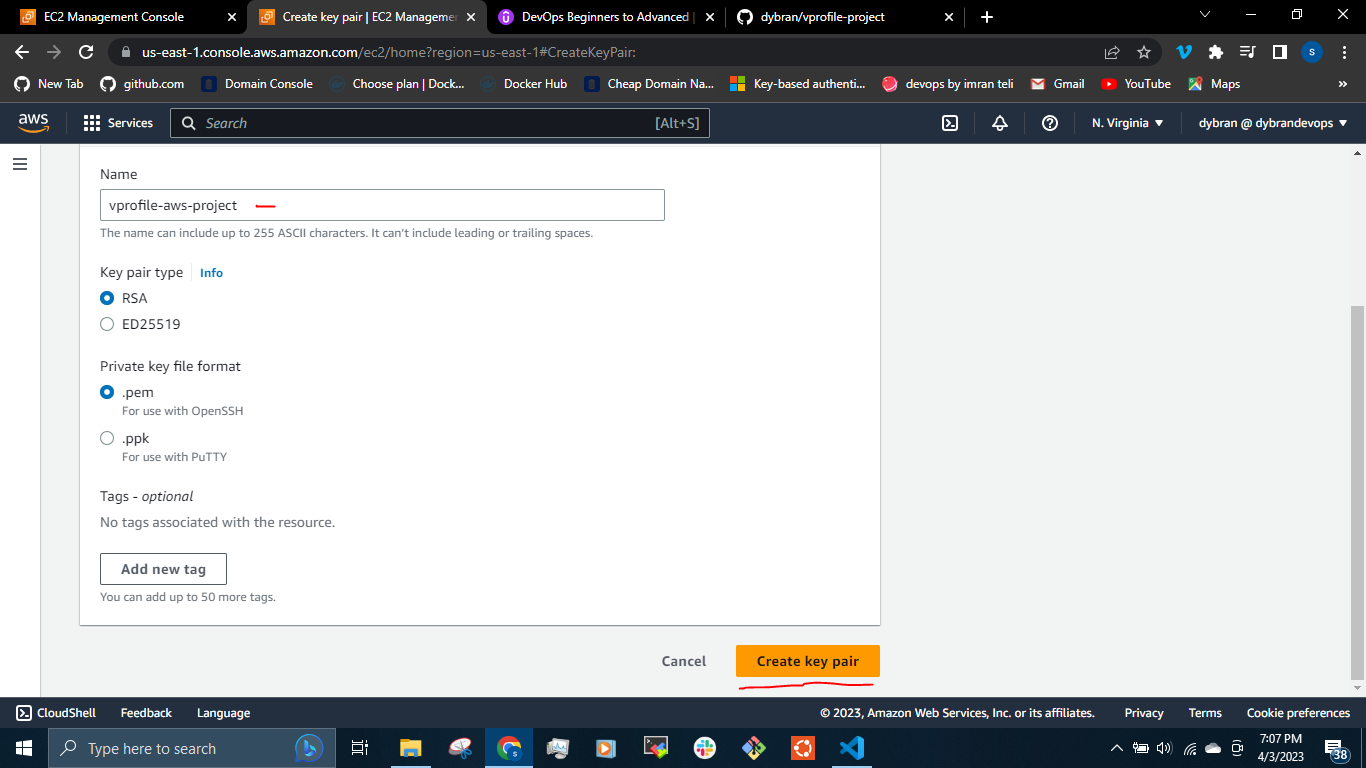 EC2 Management Console
Create key pair | EC2 Managemen
DevOps Beginners to Advanced |
dybran/vprofile-project
us-east-1.console.aws.amazon.com/ec2/home?region=us-east-1#CreateKeyPair:
S
New Tab
github.com
Domain Console
Choose plan | Dock...
Docker Hub
Cheap Domain Na...
Key-based authenti...
devops by imran teli
Gmail
YouTube
Maps
»
aws
Services
Search
[Alt+S]
N. Virginia
dybran @ dybrandevops
Name
vprofile-aws-project
The name can include up to 255 ASCII characters. It can't include leading or trailing spaces.
Key pair type
Info
RSA
ED25519
Private key file format
.pem
For use with OpenSSH
.ppk
For use with PuTTY
Tags - optional
No tags associated with the resource.
Add new tag
You can add up to 50 more tags.
Cancel
Create key pair
CloudShell
Feedback
Language
© 2023, Amazon Web Services, Inc. or its affiliates.
Privacy
Terms
Cookie preferences
Type here to search
7:07 PM
4/3/2023
38